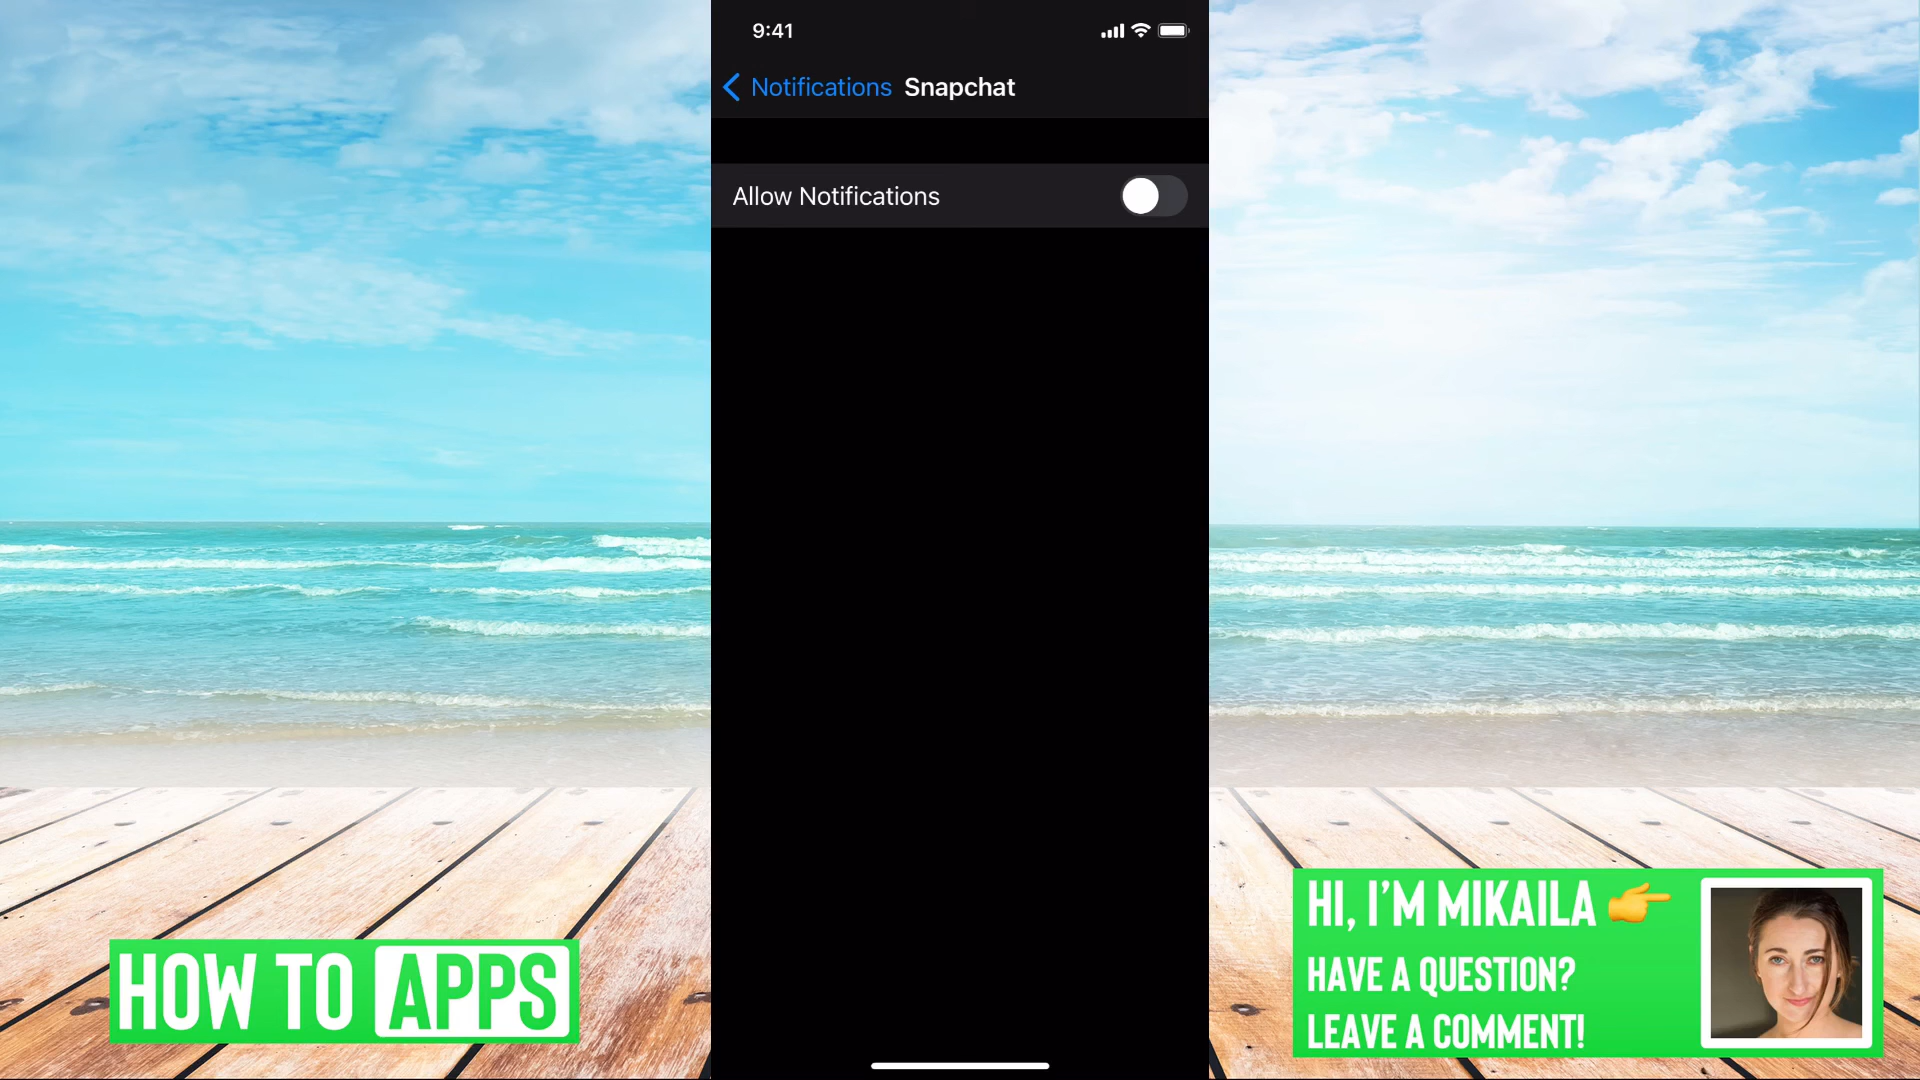 9:41
Notifications Snapchat
Allow Notifications
HOW TO APPS
HI, I'M MIKAILA 👉
HAVE A QUESTION?
LEAVE A COMMENT!